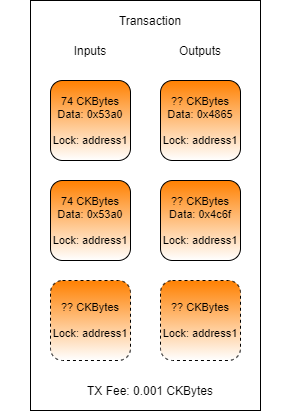 Transaction
Inputs Outputs
74 CKBytes
Data: 0x53a0
Lock: address1
?? CKBytes
Data: 0x4865
Lock: address1
74 CKBytes
Data: 0x53a0
Lock: address1
?? CKBytes
Data: 0x4c6f
Lock: address1
?? CKBytes
Lock: address1
?? CKBytes
Lock: address1
TX Fee: 0.001 CKBytes